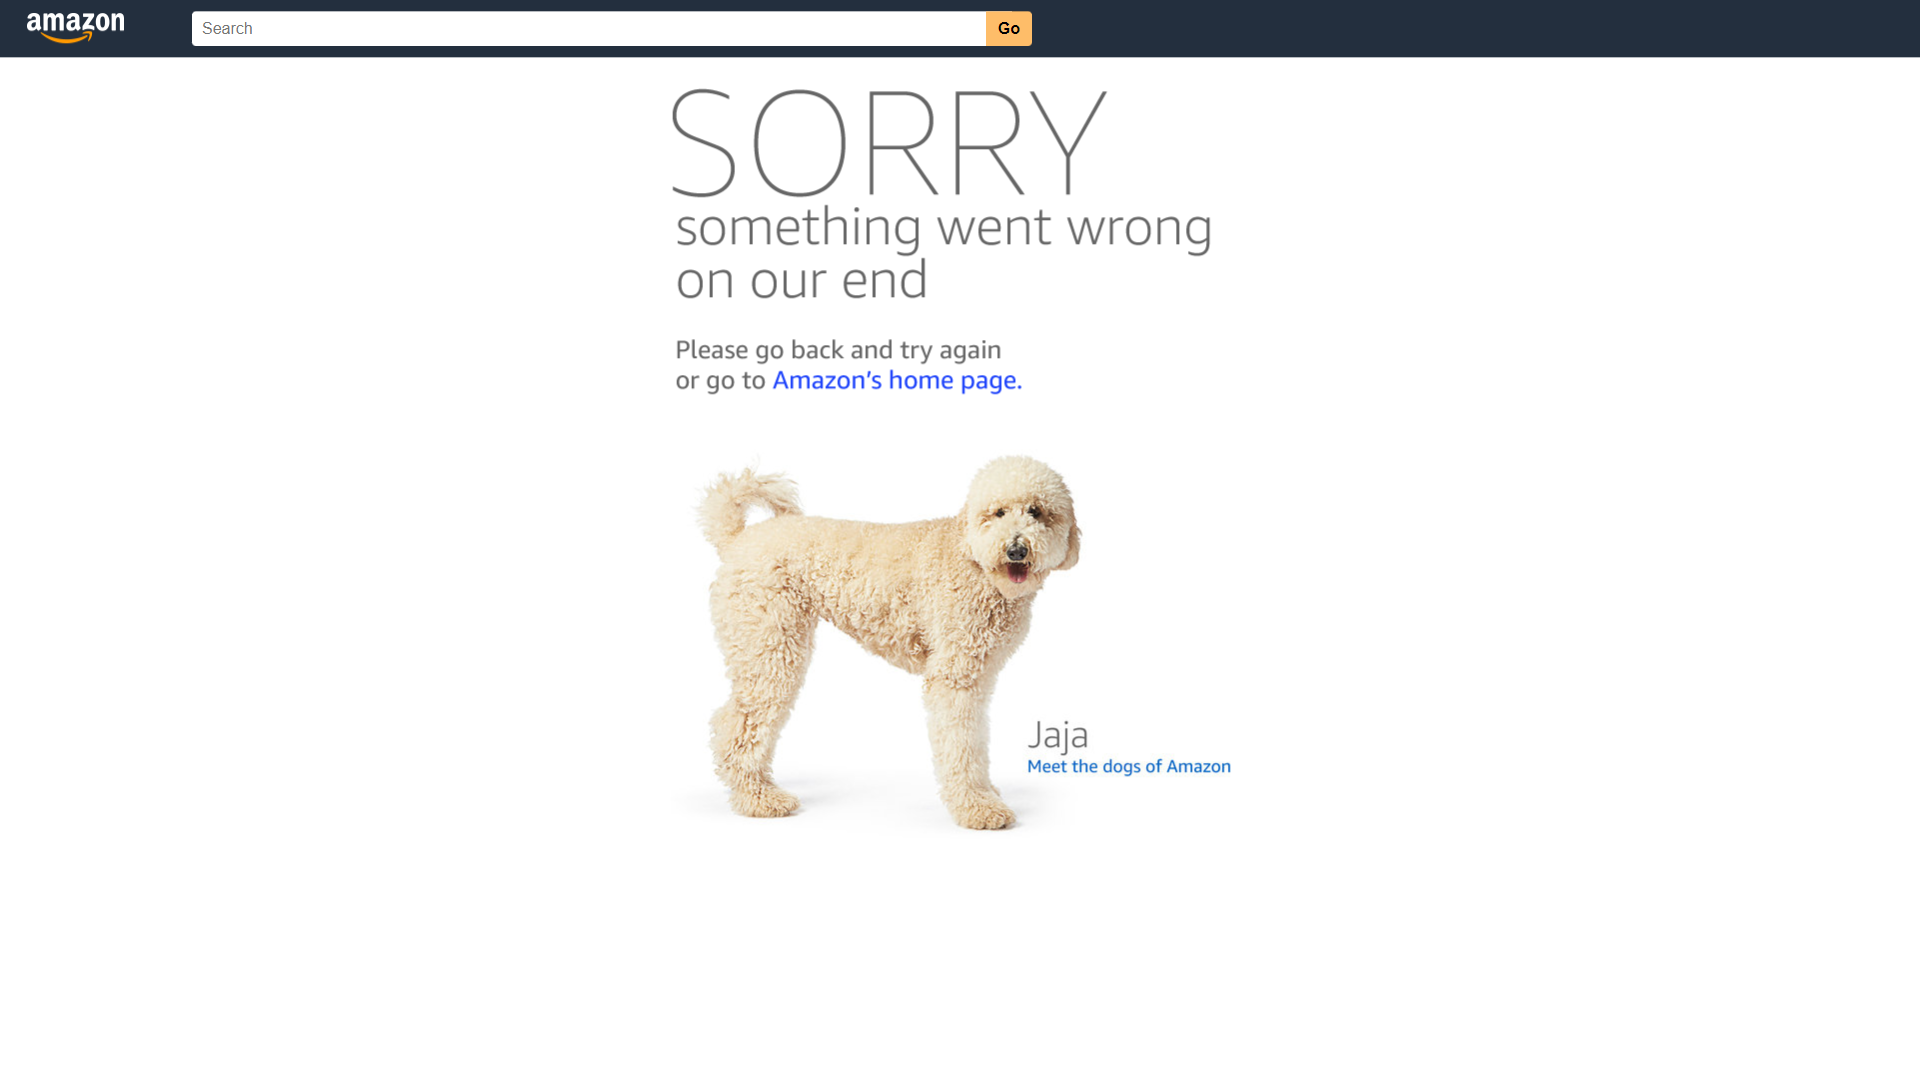 amazon
Search
Go
SORRY
something went wrong
on our end
Please go back and try again
or go to Amazon's home page.
Jaja
Meet the dogs of Amazon